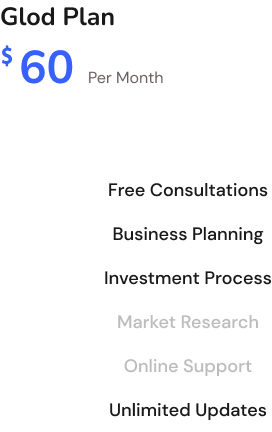 Glod Plan
$60 Per Month
Free Consultations
Business Planning
Investment Process
Market Research
Online Support
Unlimited Updates